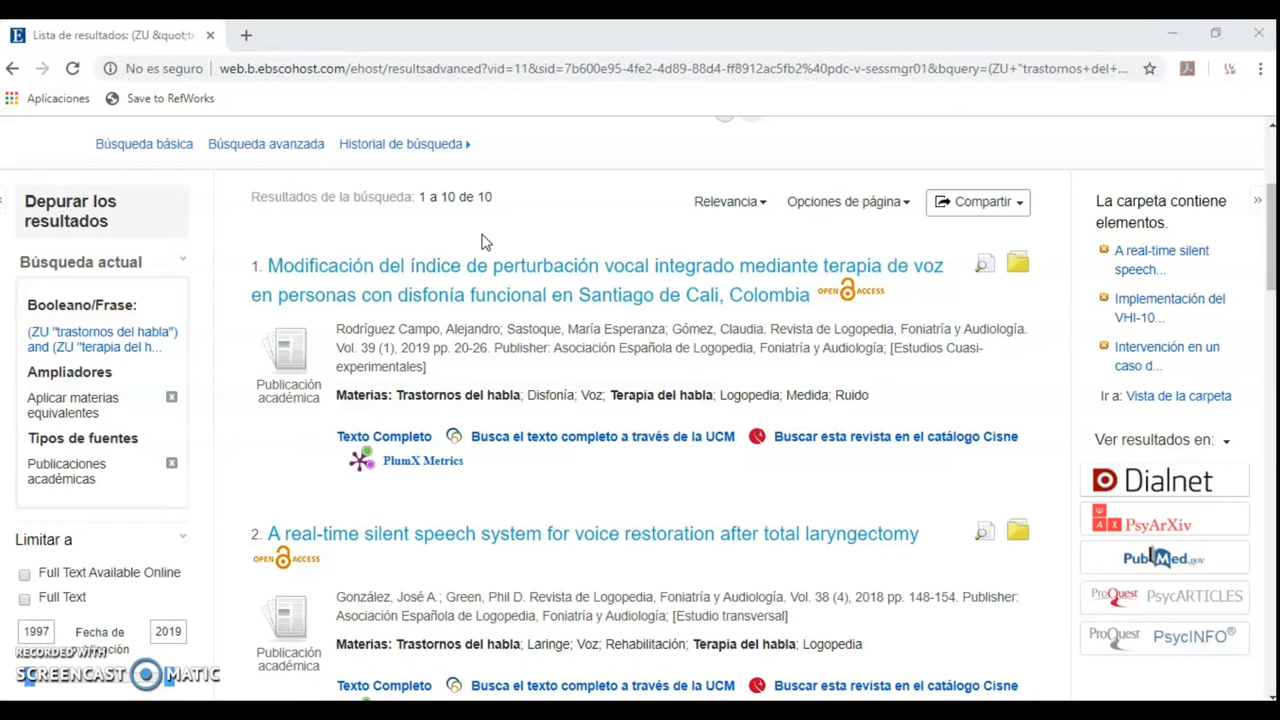 Lista de resultados: (ZU &quot;t
No es seguro
web.b.ebscohost.com/ehost/resultsadvanced?vid=11&sid=7b600e95-4fe2-4d89-88d4-ff8912ac5fb2%40pdc-v-sessmgr01&bquery=(ZU+"trastornos+del+...
Aplicaciones
Save to RefWorks
Búsqueda básica
Búsqueda avanzada
Historial de búsqueda
Depurar los
resultados
Búsqueda actual
Booleano/Frase:
(ZU "trastornos del habla")
and (ZU "terapia del h...
Ampliadores
Aplicar materias
equivalentes
Tipos de fuentes
Publicaciones
académicas
Limitar a
Full Text Available Online
Full Text
1997
Fecha de
publicación
2019
RECORDED WITH
SCREENCAST MATIC
Resultados de la búsqueda: 1 a 10 de 10
Relevancia
Opciones de página
Compartir
1. Modificación del índice de perturbación vocal integrado mediante terapia de voz
en personas con disfonía funcional en Santiago de Cali, Colombia
OPEN ACCESS
Publicación
académica
Rodríguez Campo, Alejandro; Sastoque, María Esperanza; Gómez, Claudia. Revista de Logopedia, Foniatría y Audiología.
Vol. 39 (1), 2019 pp. 20-26. Publisher: Asociación Española de Logopedia, Foniatría y Audiología; [Estudios Cuasi-
experimentales]
Materias: Trastornos del habla; Disfonía; Voz; Terapia del habla; Logopedia; Medida; Ruido
Texto Completo
Busca el texto completo a través de la UCM
Buscar esta revista en el catálogo Cisne
PlumX Metrics
2. A real-time silent speech system for voice restoration after total laryngectomy
OPEN ACCESS
Publicación
académica
González, José A.; Green, Phil D. Revista de Logopedia, Foniatría y Audiología. Vol. 38 (4), 2018 pp. 148-154. Publisher:
Asociación Española de Logopedia, Foniatría y Audiología; [Estudio transversal]
Materias: Trastornos del habla; Laringe; Voz; Rehabilitación; Terapia del habla; Logopedia
Texto Completo
Busca el texto completo a través de la UCM
Buscar esta revista en el catálogo Cisne
La carpeta contiene
elementos.
A real-time silent
speech...
Implementación del
VHI-10...
Intervención en un
caso d...
Ir a: Vista de la carpeta
Ver resultados en:
Dialnet
PsyArXiv
PubMed.gov
ProQuest PsycARTICLES
ProQuest PsycINFO®